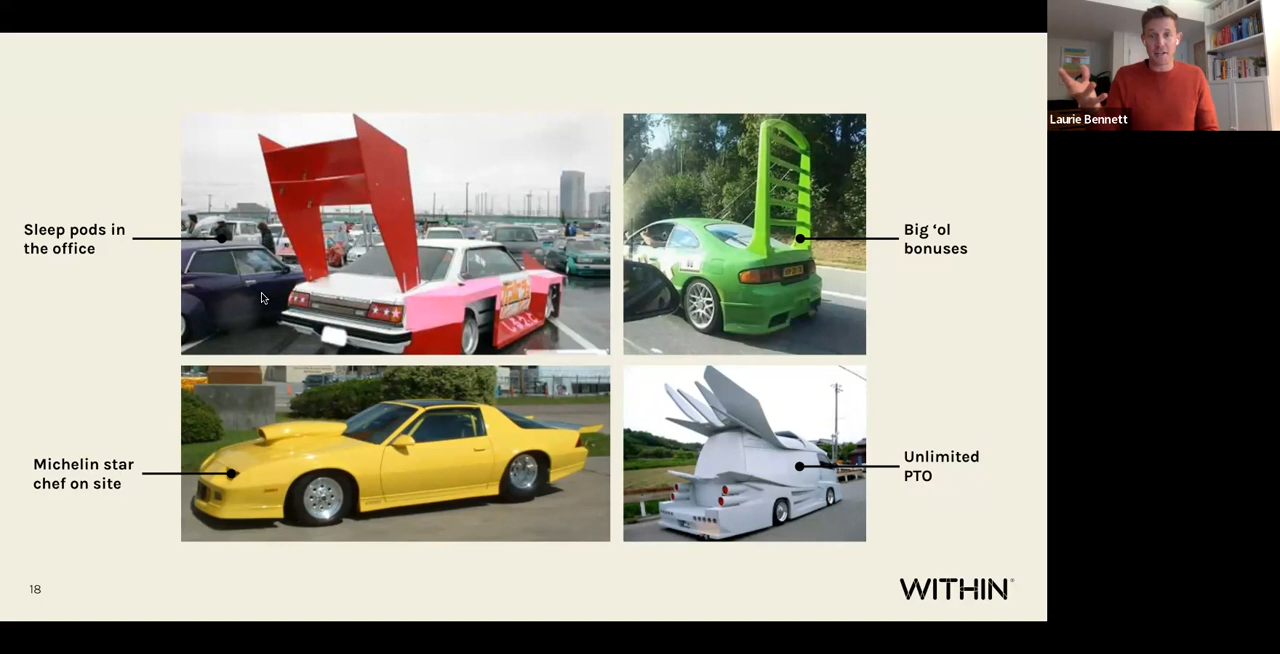 Laurie Bennett
Sleep pods in
the office
Big ‘ol
bonuses
Michelin star
chef on site
Unlimited
PTO
18
WITHIN®